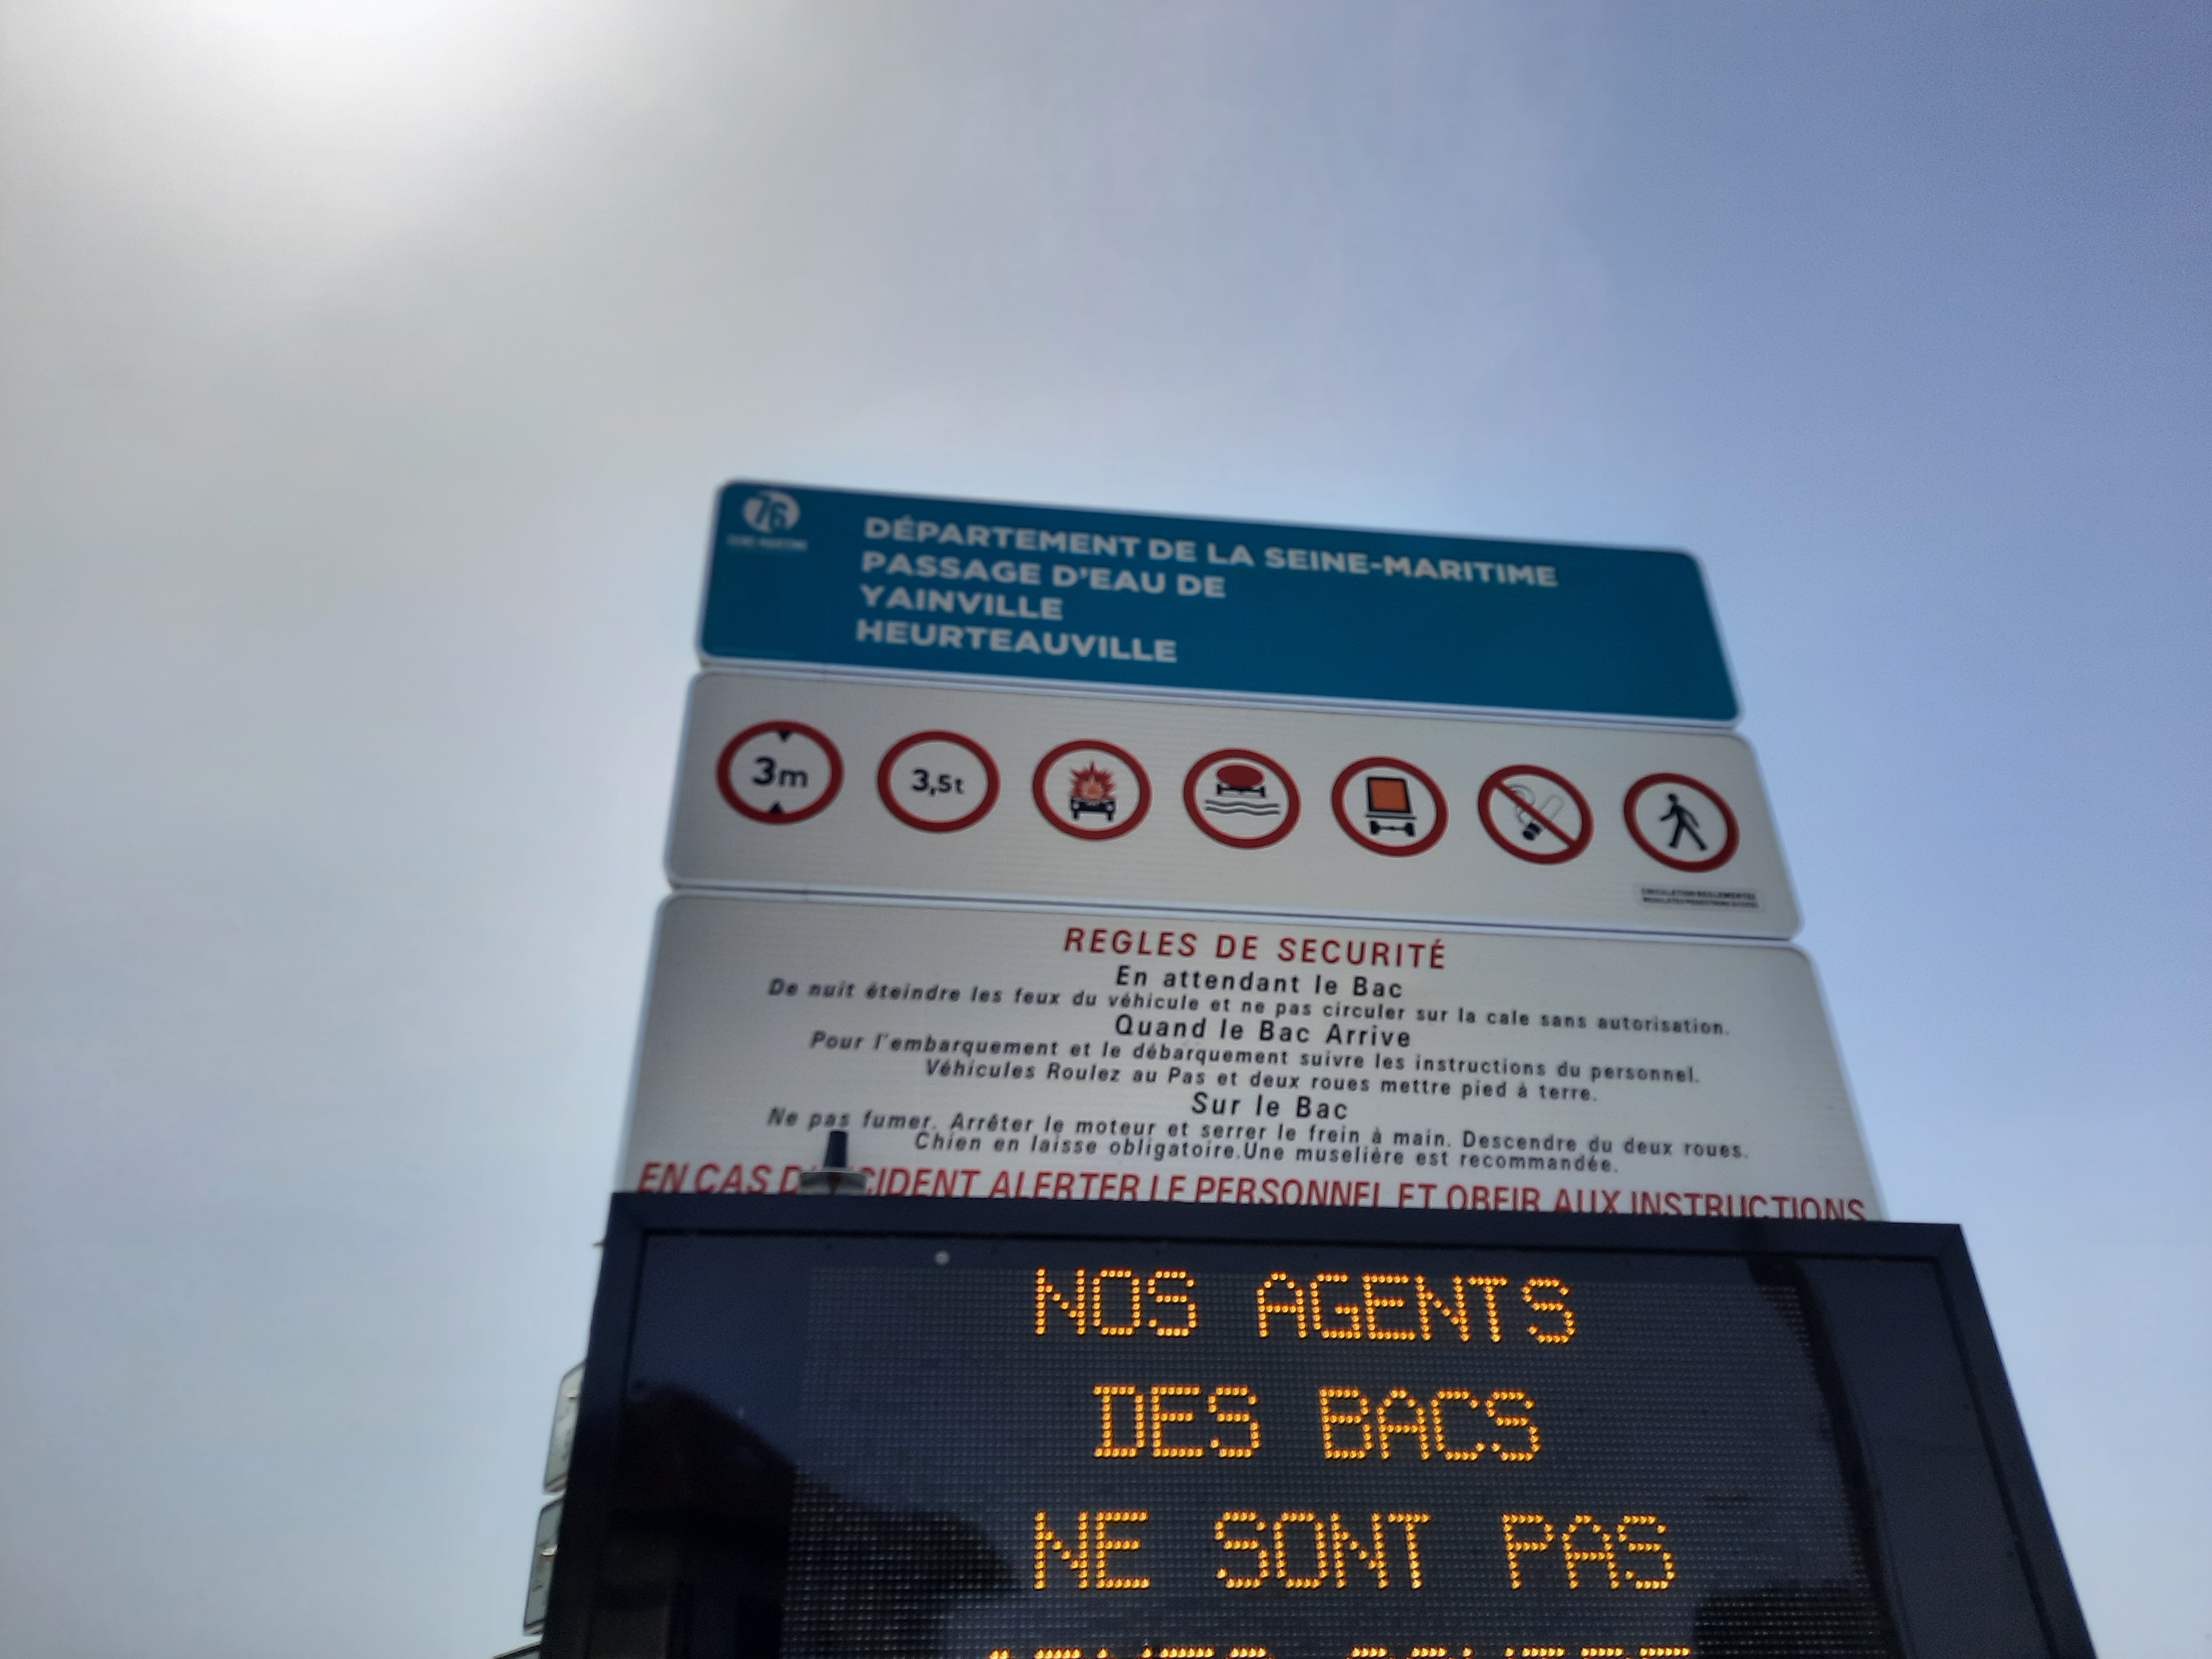 76
SEINE-MARITIME
DÉPARTEMENT DE LA SEINE-MARITIME
PASSAGE D'EAU DE
YAINVILLE
HEURTEAUVILLE
3m
3,5t
CIRCULATION REGLEMENTEE
REGLES DE SECURITÉ
En attendant le Bac
De nuit éteindre les feux du véhicule et ne pas circuler sur la cale sans autorisation.
Quand le Bac Arrive
Pour l'embarquement et le débarquement suivre les instructions du personnel.
Véhicules Roulez au Pas et deux roues mettre pied à terre.
Sur le Bac
Ne pas fumer. Arrêter le moteur et serrer le frein à main. Descendre du deux roues.
Chien en laisse obligatoire.Une muselière est recommandée.
EN CAS D' CIDENT ALERTER LE PERSONNEL ET OBEIR AUX INSTRUCTIONS
NOS AGENTS
DES BACS
NE SONT PAS